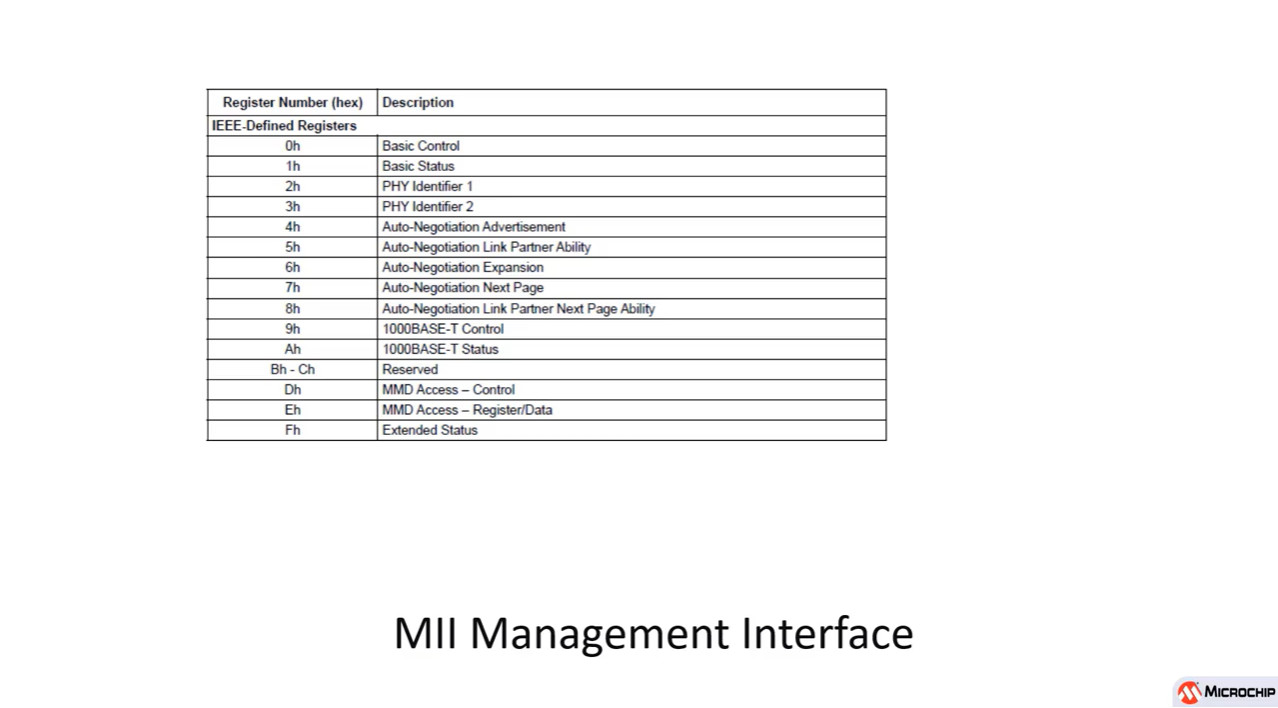 Register Number (hex) Description
IEEE-Defined Registers
0h Basic Control
1h Basic Status
2h PHY Identifier 1
3h PHY Identifier 2
4h Auto-Negotiation Advertisement
5h Auto-Negotiation Link Partner Ability
6h Auto-Negotiation Expansion
7h Auto-Negotiation Next Page
8h Auto-Negotiation Link Partner Next Page Ability
9h 1000BASE-T Control
Ah 1000BASE-T Status
Bh - Ch Reserved
Dh MMD Access – Control
Eh MMD Access – Register/Data
Fh Extended Status
MII Management Interface
MICROCHIP